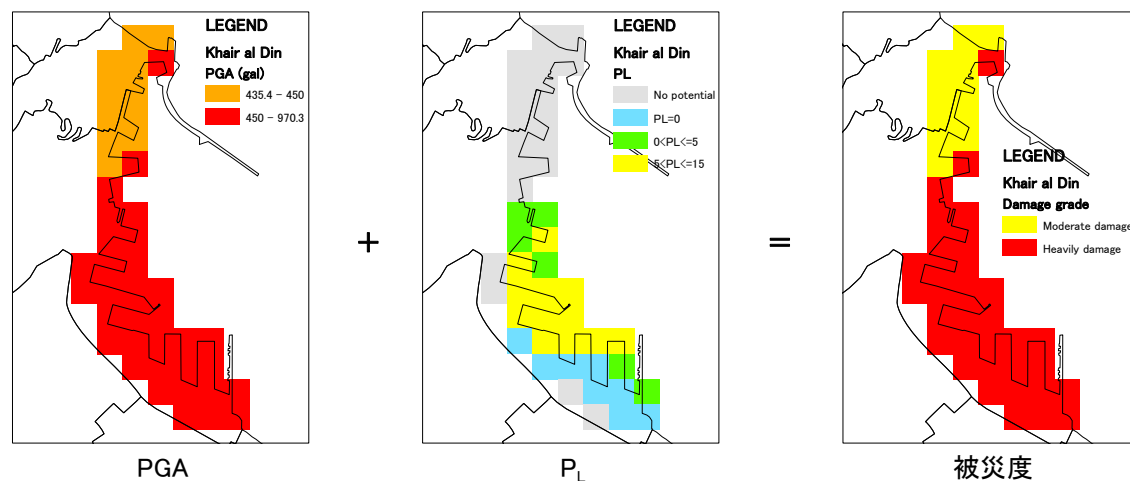 LEGEND
Khair al Din
PGA (gal)
435.4 - 450
450 - 970.3
PGA
+
LEGEND
Khair al Din
PL
No potential
PL=0
0<PL<=5
5<PL<=15
PL
=
LEGEND
Khair al Din
Damage grade
Moderate damage
Heavily damage
被災度